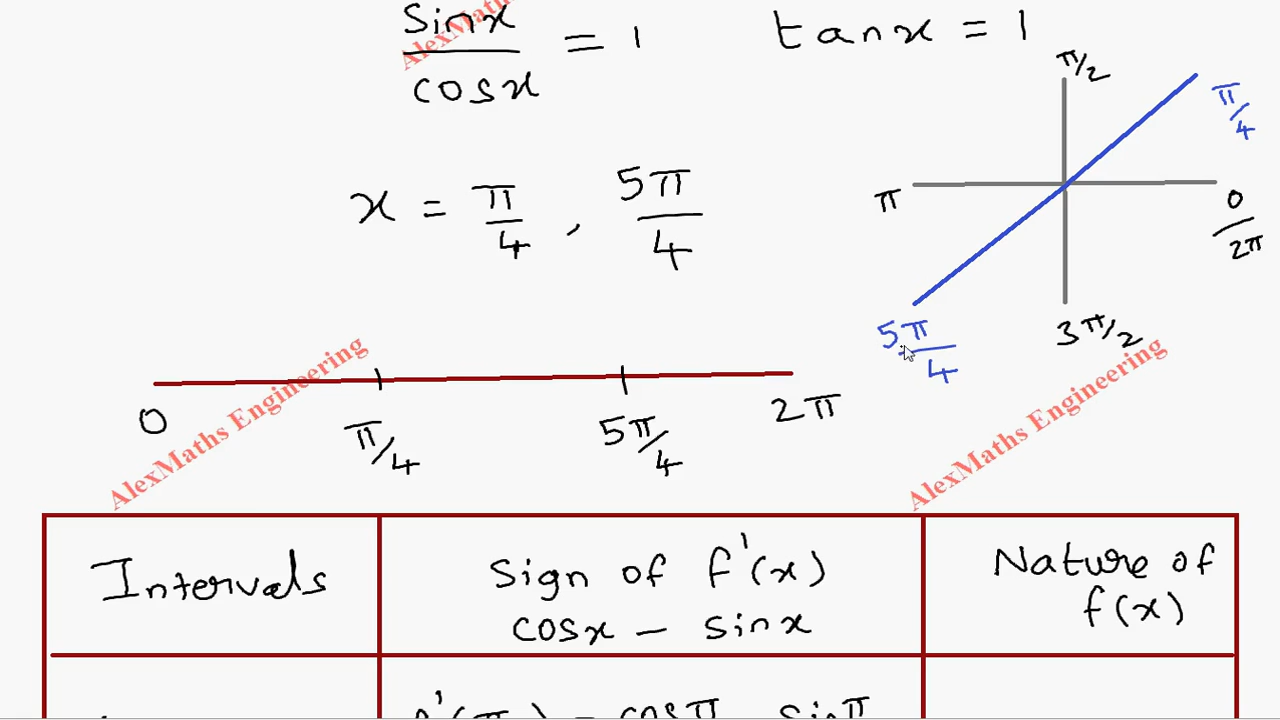 sinx/cosx = 1
tanx = 1
π/2
π/4
π
0/2π
x = π/4 , 5π/4
5π/4
3π/2
0
π/4
5π/4
2π
AlexMaths Engineering
AlexMaths Engineering
AlexMaths
Intervals
Sign of f'(x)
cosx - sinx
Nature of
f(x)